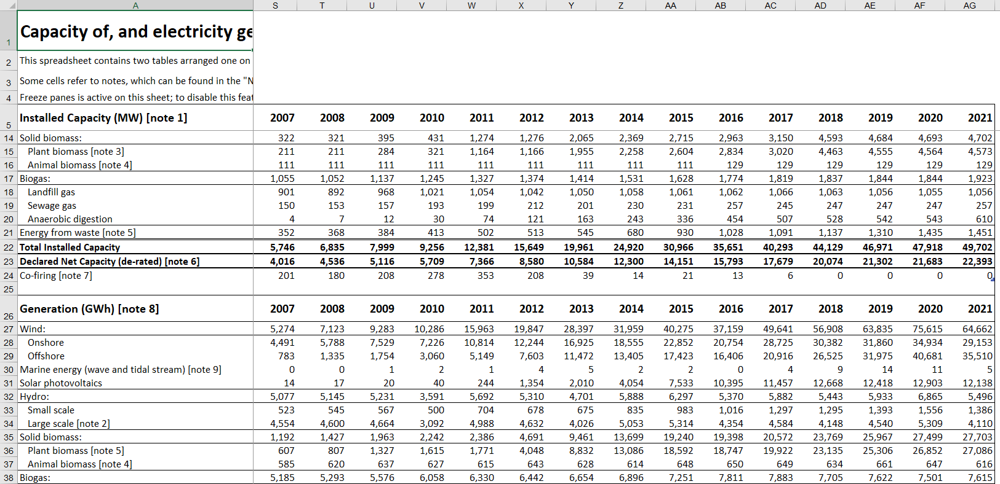 A S T U V W X Y Z AA AB AC AD AE AF AG
1 Capacity of, and electricity ge
2 This spreadsheet contains two tables arranged one on
3 Some cells refer to notes, which can be found in the "N
4 Freeze panes is active on this sheet; to disable this feat
5 Installed Capacity (MW) [note 1] 2007 2008 2009 2010 2011 2012 2013 2014 2015 2016 2017 2018 2019 2020 2021
14 Solid biomass: 322 321 395 431 1,274 1,276 2,065 2,369 2,715 2,963 3,150 4,593 4,684 4,693 4,702
15 Plant biomass [note 3] 211 211 284 321 1,164 1,166 1,955 2,258 2,604 2,834 3,020 4,463 4,555 4,564 4,573
16 Animal biomass [note 4] 111 111 111 111 111 111 111 111 111 129 129 129 129 129 129
17 Biogas: 1,055 1,052 1,137 1,245 1,327 1,374 1,414 1,531 1,628 1,774 1,819 1,837 1,844 1,844 1,923
18 Landfill gas 901 892 968 1,021 1,054 1,042 1,050 1,058 1,061 1,062 1,066 1,063 1,056 1,055 1,056
19 Sewage gas 150 153 157 193 199 212 201 230 231 257 245 247 247 247 257
20 Anaerobic digestion 4 7 12 30 74 121 163 243 336 454 507 528 542 543 610
21 Energy from waste [note 5] 352 368 384 413 502 513 545 680 930 1,028 1,091 1,137 1,310 1,435 1,451
22 Total Installed Capacity 5,746 6,835 7,999 9,256 12,381 15,649 19,961 24,920 30,966 35,651 40,293 44,129 46,971 47,918 49,702
23 Declared Net Capacity (de-rated) [note 6] 4,016 4,536 5,116 5,709 7,366 8,580 10,584 12,300 14,151 15,793 17,679 20,074 21,302 21,683 22,393
24 Co-firing [note 7] 201 180 208 278 353 208 39 14 21 13 6 0 0 0 0
25
26 Generation (GWh) [note 8] 2007 2008 2009 2010 2011 2012 2013 2014 2015 2016 2017 2018 2019 2020 2021
27 Wind: 5,274 7,123 9,283 10,286 15,963 19,847 28,397 31,959 40,275 37,159 49,641 56,908 63,835 75,615 64,662
28 Onshore 4,491 5,788 7,529 7,226 10,814 12,244 16,925 18,555 22,852 20,754 28,725 30,382 31,860 34,934 29,153
29 Offshore 783 1,335 1,754 3,060 5,149 7,603 11,472 13,405 17,423 16,406 20,916 26,525 31,975 40,681 35,510
30 Marine energy (wave and tidal stream) [note 9] 0 0 1 2 1 4 5 2 2 0 4 9 14 11 5
31 Solar photovoltaics 14 17 20 40 244 1,354 2,010 4,054 7,533 10,395 11,457 12,668 12,418 12,903 12,138
32 Hydro: 5,077 5,145 5,231 3,591 5,692 5,310 4,701 5,888 6,297 5,370 5,882 5,443 5,933 6,865 5,496
33 Small scale 523 545 567 500 704 678 675 835 983 1,016 1,297 1,295 1,393 1,556 1,386
34 Large scale [note 2] 4,554 4,600 4,664 3,092 4,988 4,632 4,026 5,053 5,314 4,354 4,584 4,148 4,540 5,309 4,110
35 Solid biomass: 1,192 1,427 1,963 2,242 2,386 4,691 9,461 13,699 19,240 19,398 20,572 23,769 25,967 27,499 27,703
36 Plant biomass [note 5] 607 807 1,327 1,615 1,771 4,048 8,832 13,086 18,592 18,747 19,922 23,135 25,306 26,852 27,086
37 Animal biomass [note 4] 585 620 637 627 615 643 628 614 648 650 649 634 661 647 616
38 Biogas: 5,185 5,293 5,576 6,058 6,330 6,442 6,654 6,896 7,251 7,811 7,883 7,705 7,622 7,501 7,615